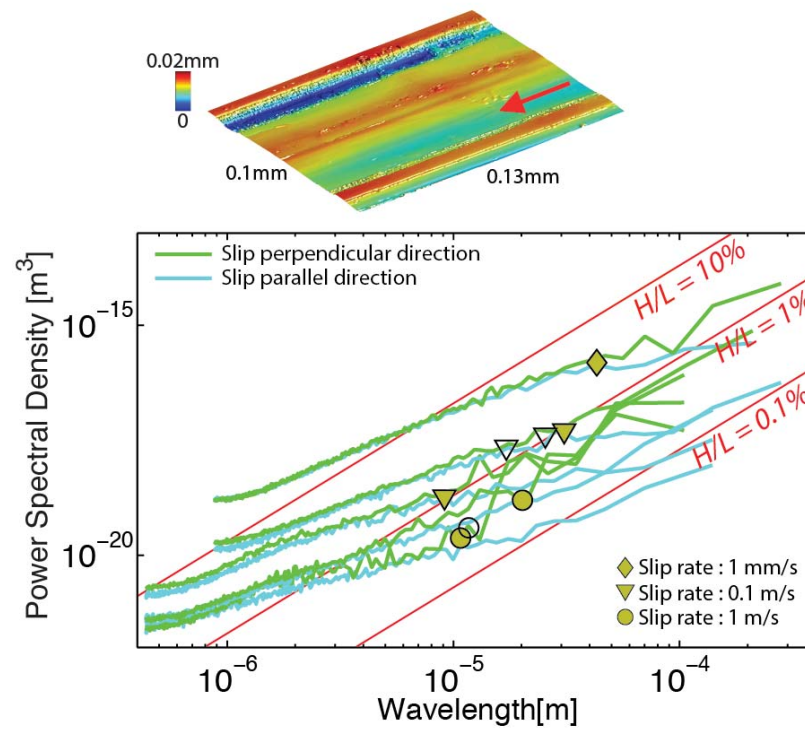 0.02mm
0
0.1mm
0.13mm
Power Spectral Density [m³]
Slip perpendicular direction
Slip parallel direction
H/L = 10%
H/L = 1%
H/L = 0.1%
10⁻¹⁵
10⁻²⁰
Slip rate : 1 mm/s
Slip rate : 0.1 m/s
Slip rate : 1 m/s
10⁻⁶
10⁻⁵
10⁻⁴
Wavelength[m]